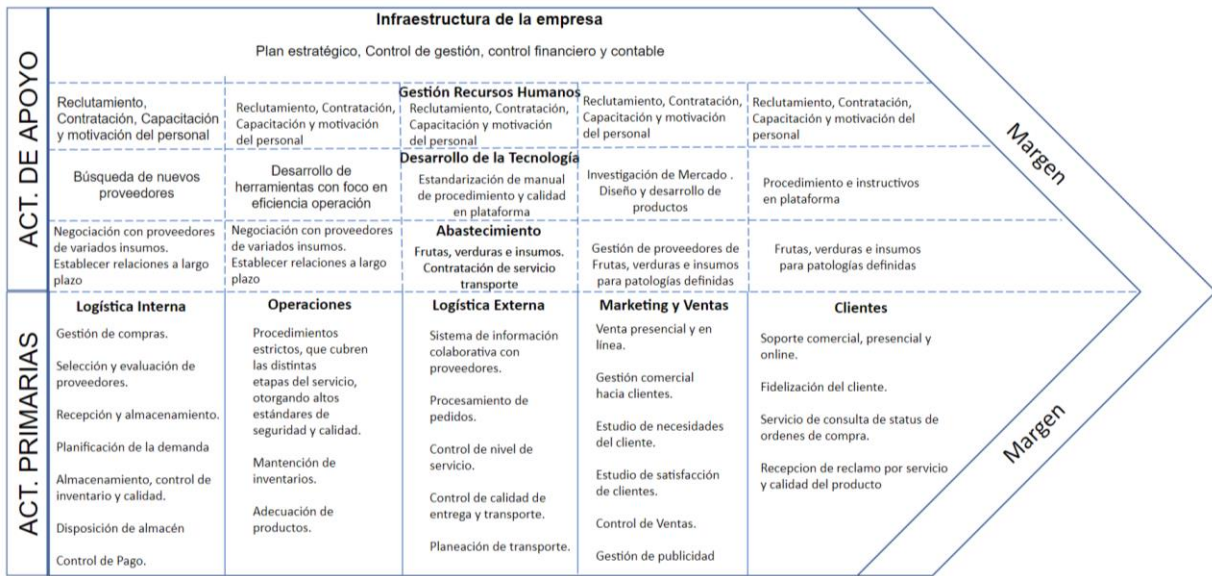 Infraestructura de la empresa
Plan estratégico, Control de gestión, control financiero y contable
ACT. DE APOYO
Gestión Recursos Humanos
Reclutamiento,
Contratación, Capacitación
y motivación del personal
Reclutamiento, Contratación,
Capacitación y motivación
del personal
Reclutamiento, Contratación,
Capacitación y motivación
del personal
Reclutamiento, Contratación,
Capacitación y motivación
del personal
Reclutamiento, Contratación,
Capacitación y motivación del
personal
Desarrollo de la Tecnología
Búsqueda de nuevos
proveedores
Desarrollo de
herramientas con foco en
eficiencia operación
Estandarización de manual
de procedimiento y calidad
en plataforma
Investigación de Mercado .
Diseño y desarrollo de
productos
Procedimiento e instructivos
en plataforma
Abastecimiento
Negociación con proveedores
de variados insumos.
Establecer relaciones a largo
plazo
Negociación con proveedores
de variados insumos.
Establecer relaciones a largo
plazo
Frutas, verduras e insumos.
Contratación de servicio
transporte
Gestión de proveedores de
Frutas, verduras e insumos
para patologías definidas
Frutas, verduras e insumos
para patologías definidas
Margen
ACT. PRIMARIAS
Logística Interna
Gestión de compras.
Selección y evaluación de
proveedores.
Recepción y almacenamiento.
Planificación de la demanda
Almacenamiento, control de
inventario y calidad.
Disposición de almacén
Control de Pago.
Operaciones
Procedimientos
estrictos, que cubren
las distintas
etapas del servicio,
otorgando altos
estándares de
seguridad y calidad.
Mantención de
inventarios.
Adecuación de
productos.
Logística Externa
Sistema de información
colaborativa con
proveedores.
Procesamiento de
pedidos.
Control de nivel de
servicio.
Control de calidad de
entrega y transporte.
Planeación de transporte.
Marketing y Ventas
Venta presencial y en
línea.
Gestión comercial
hacia clientes.
Estudio de necesidades
del cliente.
Estudio de satisfacción
de clientes.
Control de Ventas.
Gestión de publicidad
Clientes
Soporte comercial, presencial y
online.
Fidelización del cliente.
Servicio de consulta de status de
ordenes de compra.
Recepcion de reclamo por servicio
y calidad del producto
Margen